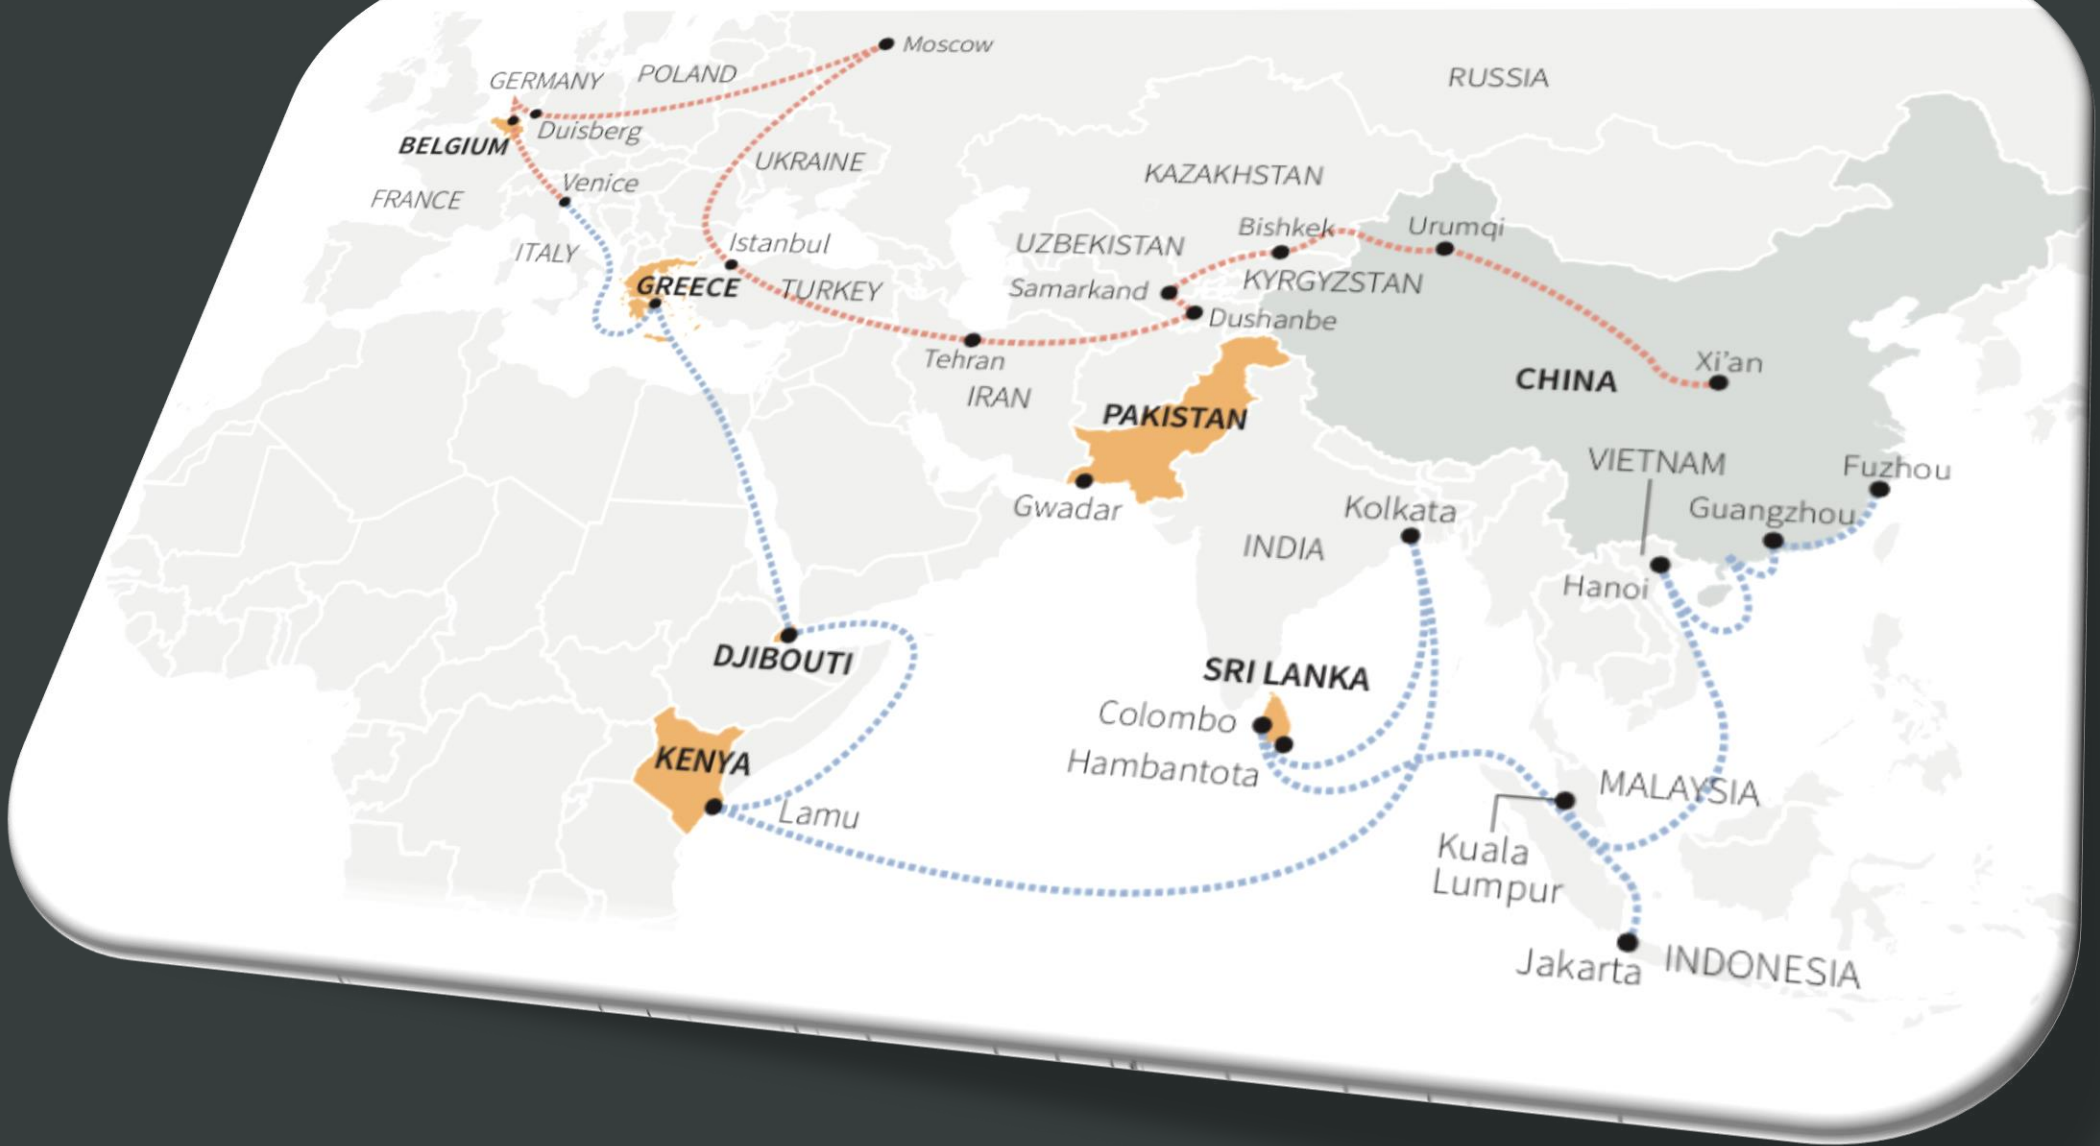 Moscow
RUSSIA
GERMANY
POLAND
Duisberg
BELGIUM
UKRAINE
KAZAKHSTAN
Venice
FRANCE
Bishkek
Urumqi
Istanbul
UZBEKISTAN
ITALY
GREECE
TURKEY
Samarkand
KYRGYZSTAN
Dushanbe
Tehran
Xi'an
IRAN
CHINA
PAKISTAN
VIETNAM
Fuzhou
Gwadar
Kolkata
Guangzhou
INDIA
Hanoi
DJIBOUTI
SRI LANKA
Colombo
KENYA
Hambantota
MALAYSIA
Lamu
Kuala
Lumpur
Jakarta
INDONESIA